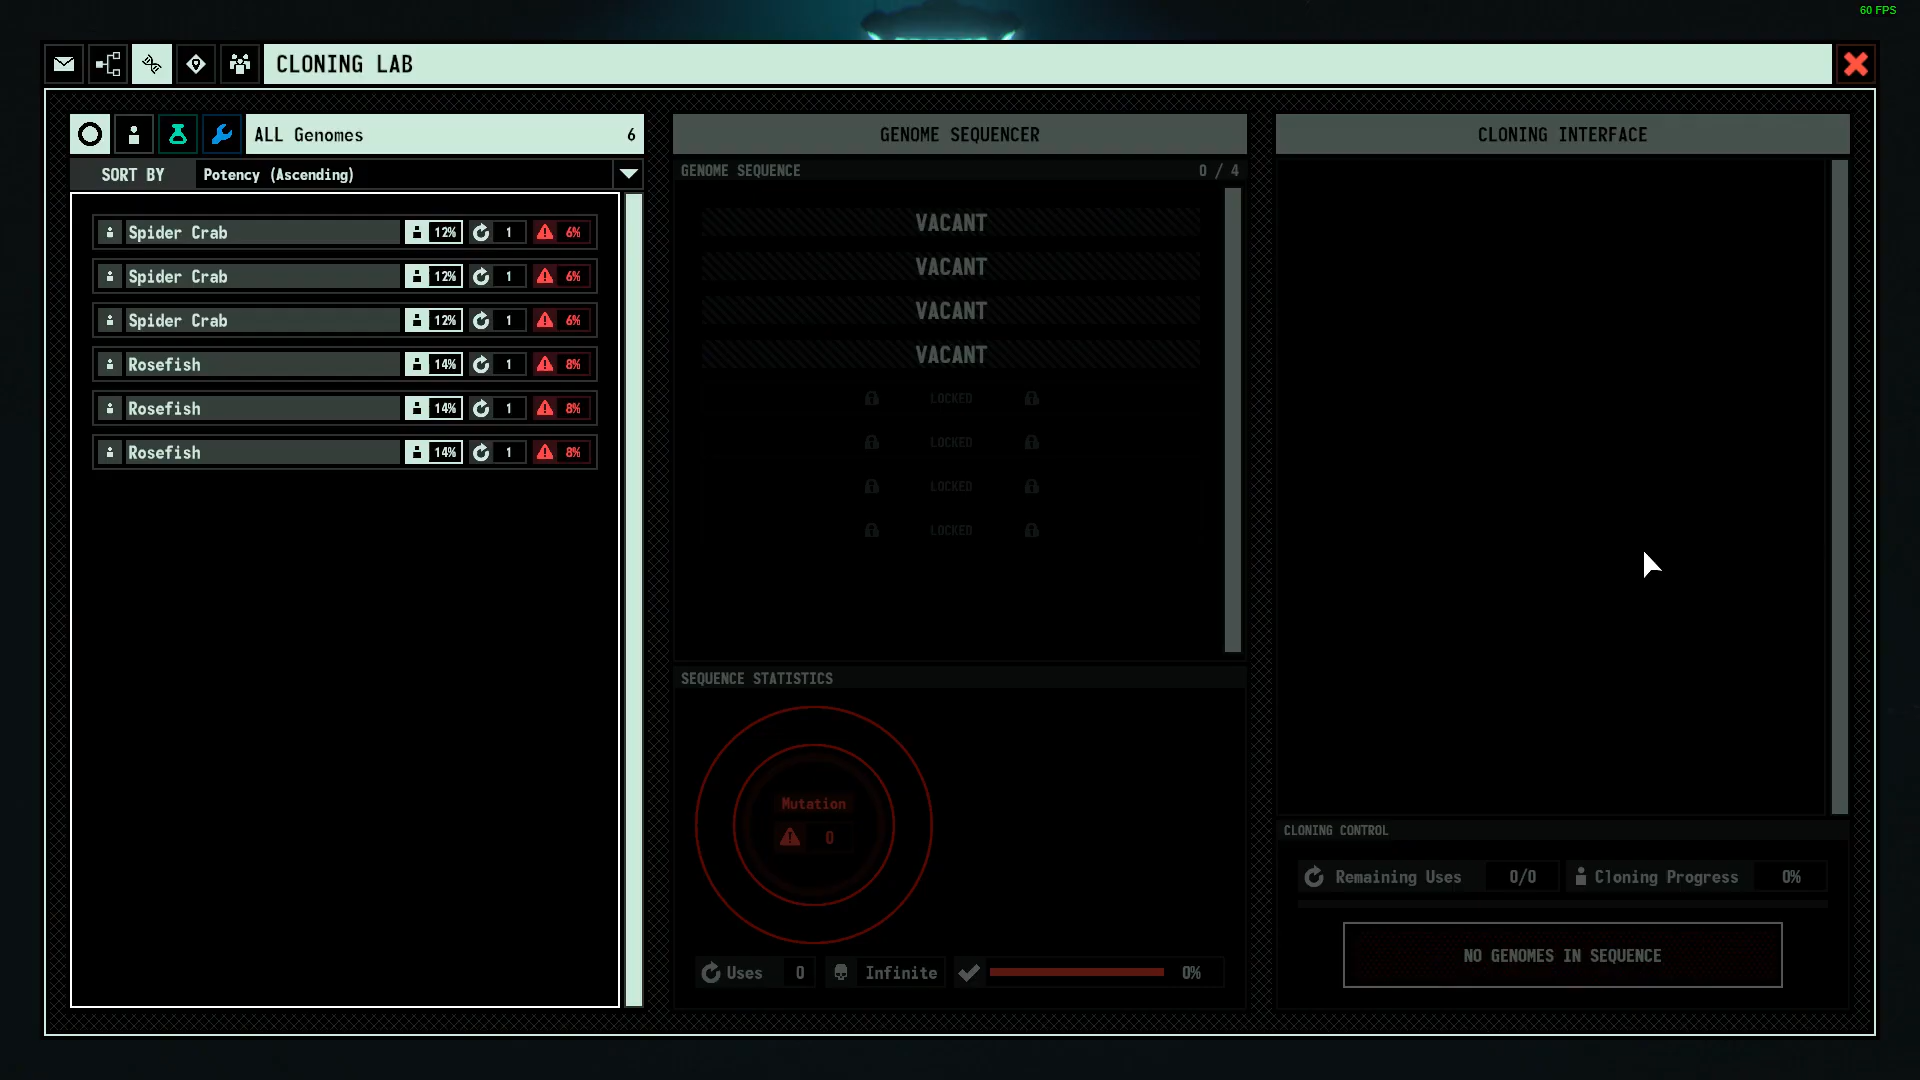 60 FPS
CLONING LAB
ALL Genomes 6
SORT BY Potency (Ascending)
Spider Crab 12% 1 6%
Spider Crab 12% 1 6%
Spider Crab 12% 1 6%
Rosefish 14% 1 8%
Rosefish 14% 1 8%
Rosefish 14% 1 8%
GENOME SEQUENCER
GENOME SEQUENCE 0 / 4
VACANT
VACANT
VACANT
VACANT
LOCKED
LOCKED
LOCKED
LOCKED
SEQUENCE STATISTICS
Mutation
0
Uses 0 Infinite 0%
CLONING INTERFACE
CLONING CONTROL
Remaining Uses 0/0 Cloning Progress 0%
NO GENOMES IN SEQUENCE